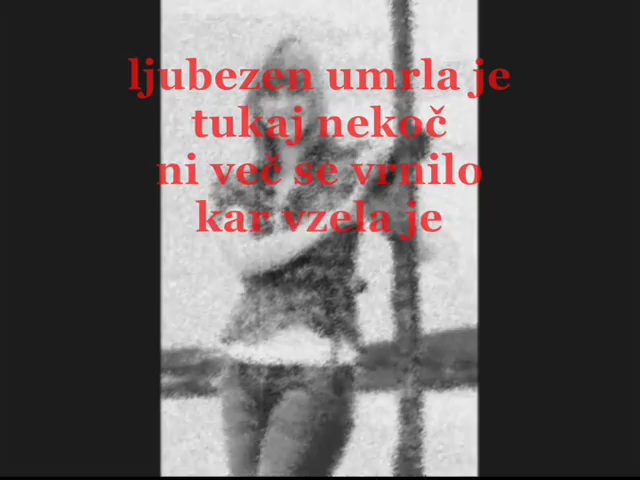 ljubezen umrla je
tukaj nekoč
ni več se vrnilo
kar vzela je